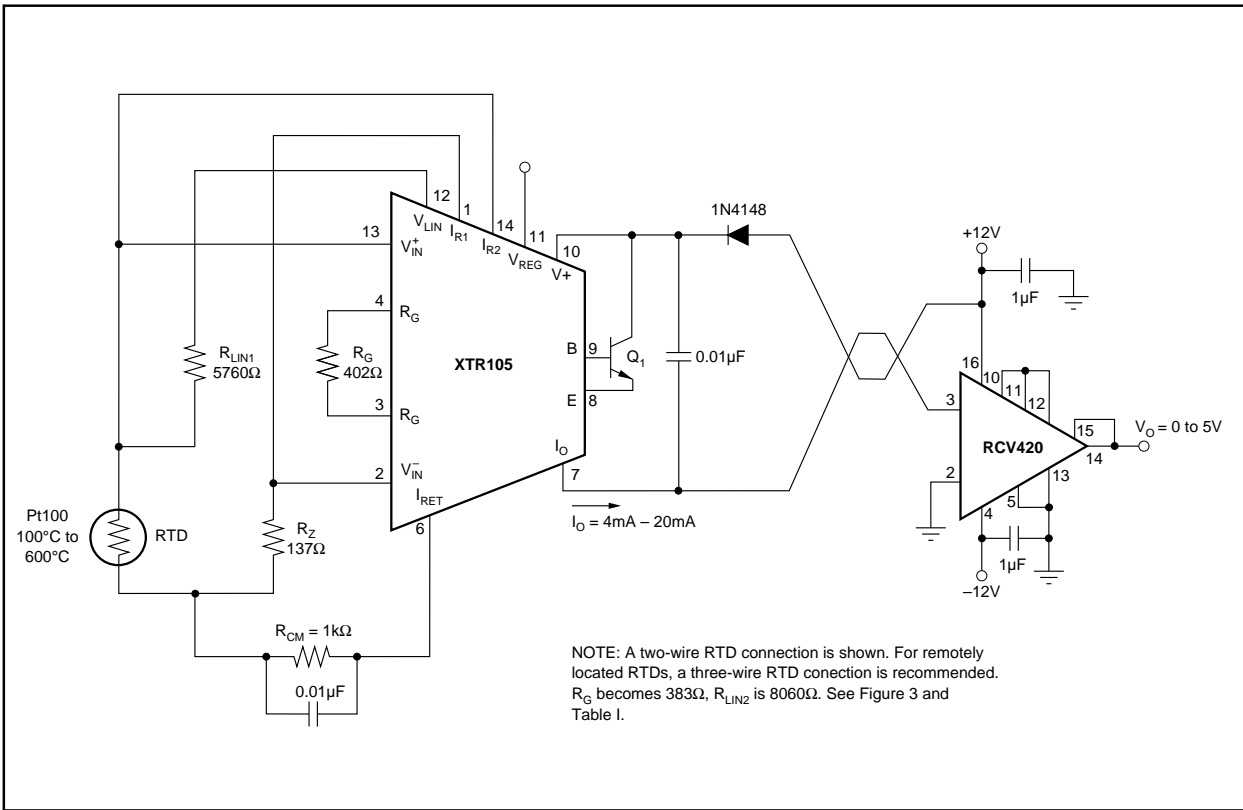 12
1
14
11
10
13
V_LIN
I_R1
I_R2
V_REG
V+
V_IN^+
4
R_G
R_LIN1
5760Ω
R_G
402Ω
XTR105
3
R_G
2
V_IN^−
I_RET
6
B
9
Q_1
E
8
I_O
7
I_O = 4mA – 20mA
0.01µF
1N4148
Pt100
100°C to
600°C
RTD
R_Z
137Ω
R_CM = 1kΩ
0.01µF
+12V
1µF
16
10
11
12
3
15
14
RCV420
V_O = 0 to 5V
2
13
5
4
1µF
–12V
NOTE: A two-wire RTD connection is shown. For remotely
located RTDs, a three-wire RTD conection is recommended.
R_G becomes 383Ω, R_LIN2 is 8060Ω. See Figure 3 and
Table I.